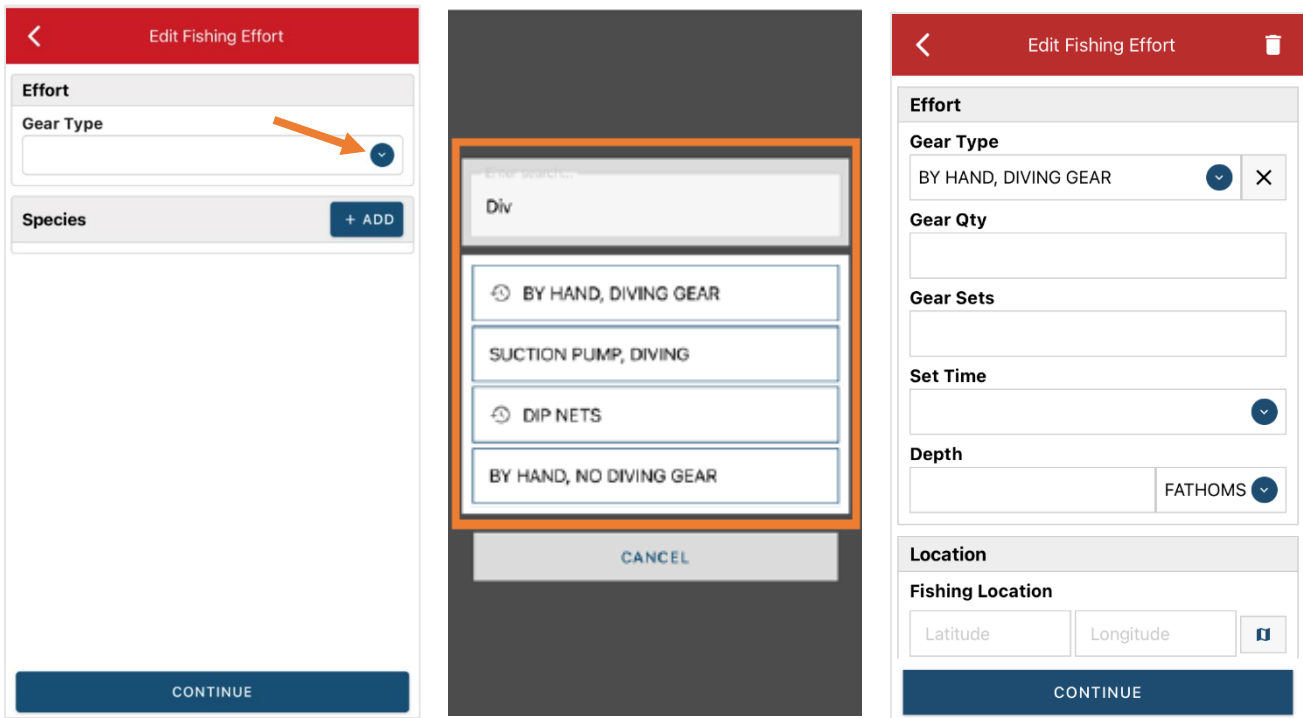 Edit Fishing Effort
Effort
Gear Type
Species
+ ADD
CONTINUE
Enter search...
Div
BY HAND, DIVING GEAR
SUCTION PUMP, DIVING
DIP NETS
BY HAND, NO DIVING GEAR
CANCEL
Edit Fishing Effort
Effort
Gear Type
BY HAND, DIVING GEAR
Gear Qty
Gear Sets
Set Time
Depth
FATHOMS
Location
Fishing Location
Latitude Longitude
CONTINUE